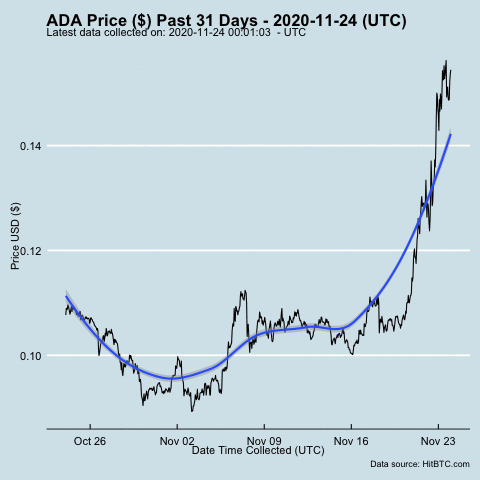 ADA Price ($) Past 31 Days - 2020-11-24 (UTC)
Latest data collected on: 2020-11-24 00:01:03 - UTC
Price USD ($)
0.14
0.12
0.10
Oct 26 Nov 02 Nov 09 Nov 16 Nov 23
Date Time Collected (UTC)
Data source: HitBTC.com